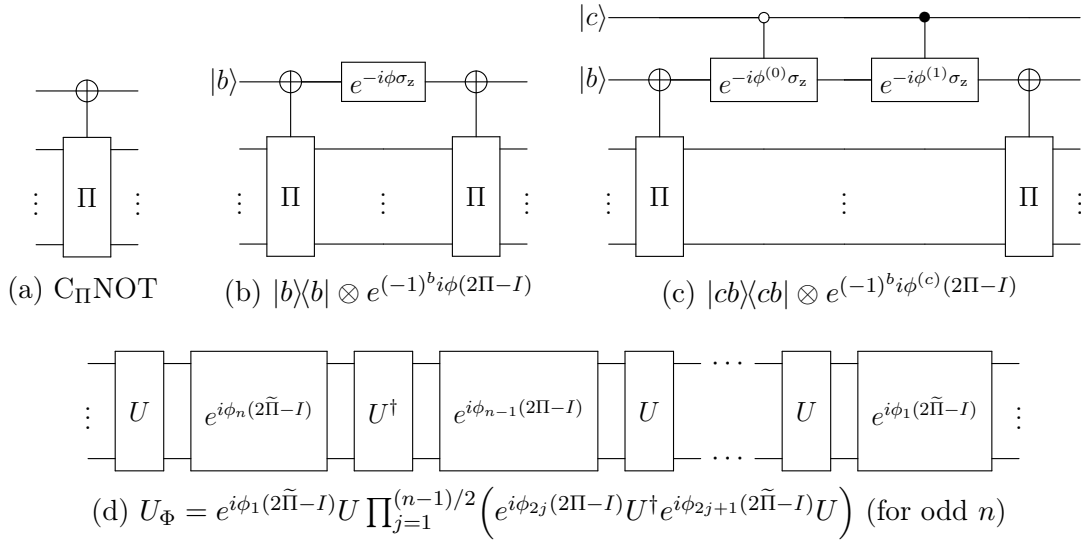 |c⟩
|b⟩ e^{-iϕσ_z} |b⟩ e^{-iϕ^{(0)}σ_z} e^{-iϕ^{(1)}σ_z}
⋮ Π ⋮ ⋮ Π ⋮ Π ⋮ ⋮ Π ⋮ Π ⋮
(a) C_ΠNOT (b) |b⟩⟨b| ⊗ e^{(-1)^b iϕ(2Π-I)} (c) |cb⟩⟨cb| ⊗ e^{(-1)^b iϕ^{(c)}(2Π-I)}
⋯
⋮ U e^{iϕ_n(2Π̃-I)} U^† e^{iϕ_{n-1}(2Π-I)} U U e^{iϕ_1(2Π̃-I)} ⋮
⋯
(d) U_Φ = e^{iϕ_1(2Π̃-I)}U ∏_{j=1}^{(n-1)/2}(e^{iϕ_{2j}(2Π-I)}U^†e^{iϕ_{2j+1}(2Π̃-I)}U) (for odd n)